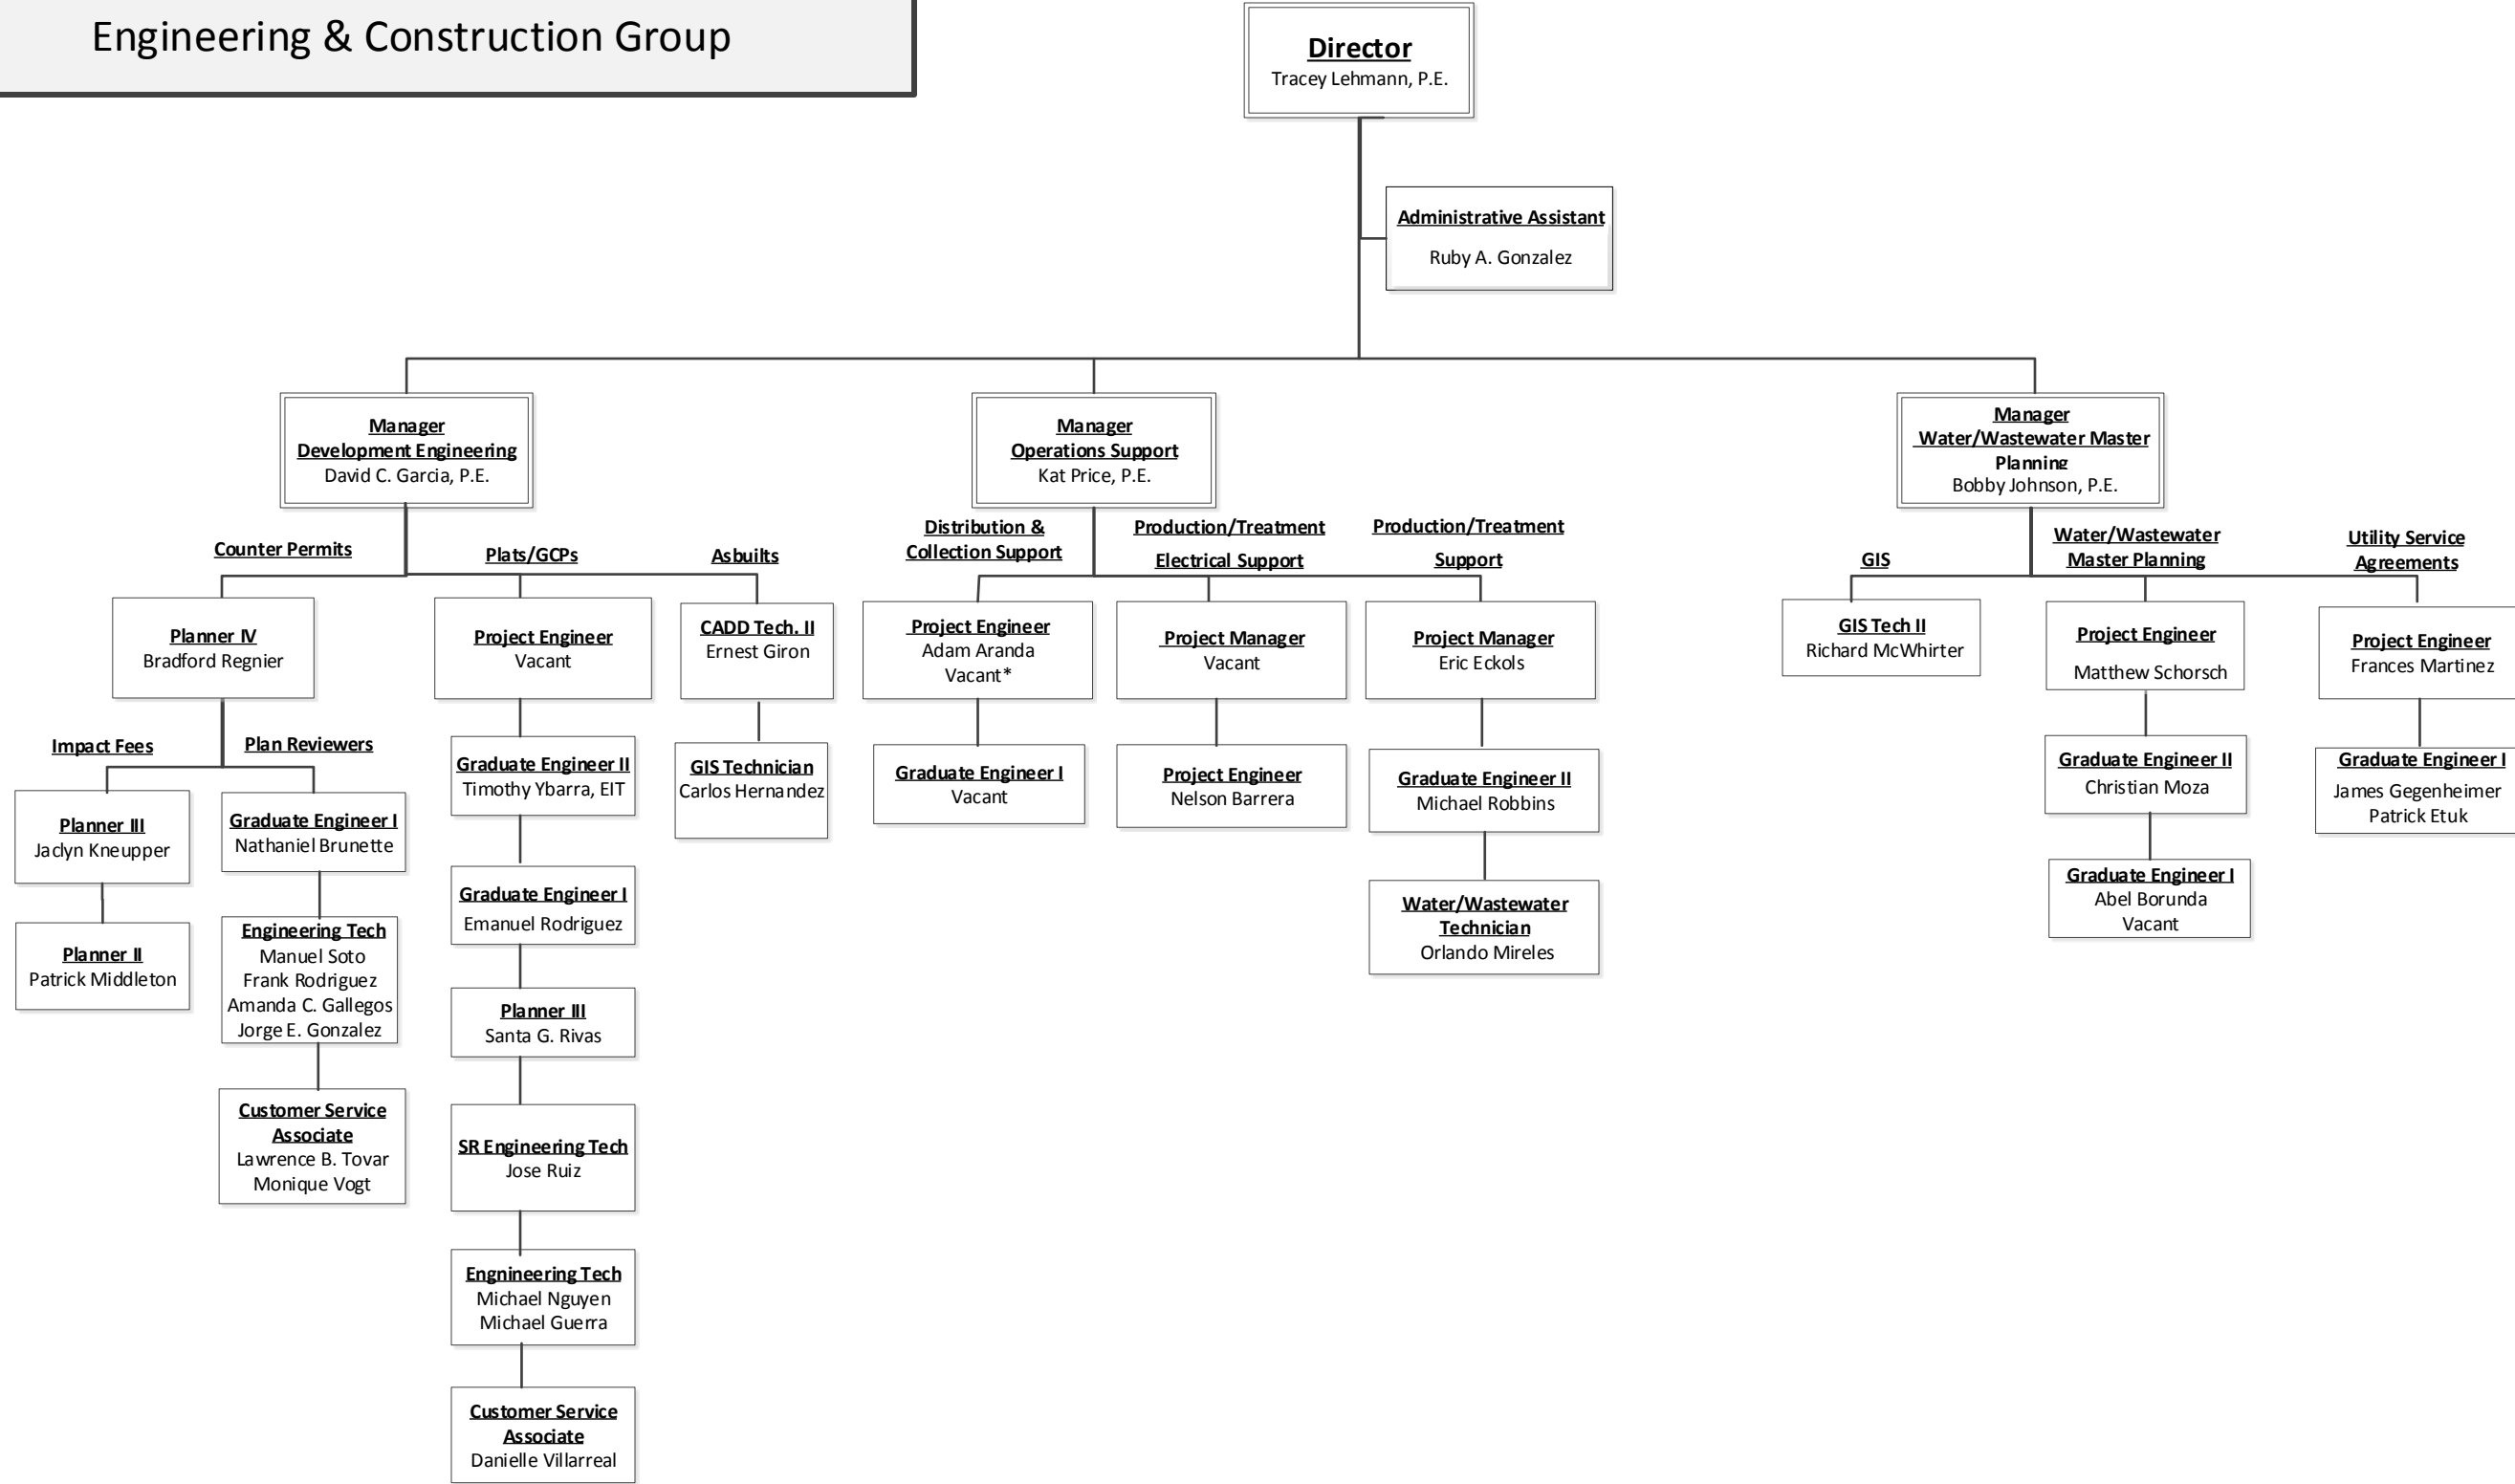 Engineering & Construction Group
Director
Tracey Lehmann, P.E.
Administrative Assistant
Ruby A. Gonzalez
Manager
Development Engineering
David C. Garcia, P.E.
Manager
Operations Support
Kat Price, P.E.
Manager
Water/Wastewater Master
Planning
Bobby Johnson, P.E.
Counter Permits
Plats/GCPs
Asbuilts
Distribution &
Collection Support
Production/Treatment
Electrical Support
Production/Treatment
Support
GIS
Water/Wastewater
Master Planning
Utility Service
Agreements
Planner IV
Bradford Regnier
Project Engineer
Vacant
CADD Tech. II
Ernest Giron
Project Engineer
Adam Aranda
Vacant*
Project Manager
Vacant
Project Manager
Eric Eckols
GIS Tech II
Richard McWhirter
Project Engineer
Matthew Schorsch
Project Engineer
Frances Martinez
Impact Fees
Plan Reviewers
Graduate Engineer II
Timothy Ybarra, EIT
GIS Technician
Carlos Hernandez
Graduate Engineer I
Vacant
Project Engineer
Nelson Barrera
Graduate Engineer II
Michael Robbins
Graduate Engineer II
Christian Moza
Graduate Engineer I
James Gegenheimer
Patrick Etuk
Planner III
Jaclyn Kneupper
Graduate Engineer I
Nathaniel Brunette
Graduate Engineer I
Emanuel Rodriguez
Water/Wastewater
Technician
Orlando Mireles
Graduate Engineer I
Abel Borunda
Vacant
Planner II
Patrick Middleton
Engineering Tech
Manuel Soto
Frank Rodriguez
Amanda C. Gallegos
Jorge E. Gonzalez
Planner III
Santa G. Rivas
Customer Service
Associate
Lawrence B. Tovar
Monique Vogt
SR Engineering Tech
Jose Ruiz
Engnineering Tech
Michael Nguyen
Michael Guerra
Customer Service
Associate
Danielle Villarreal